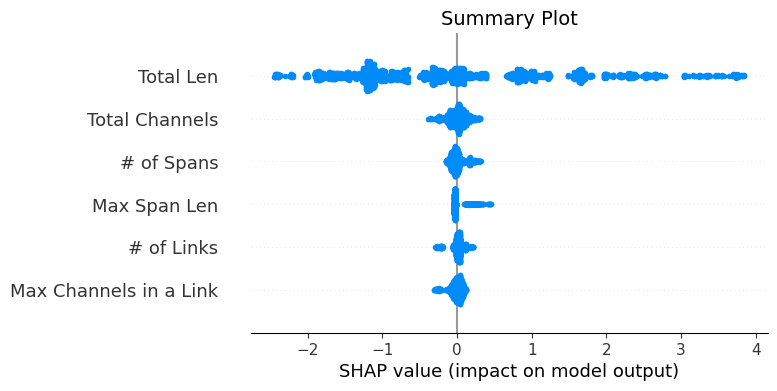 Summary Plot
Total Len
Total Channels
# of Spans
Max Span Len
# of Links
Max Channels in a Link
−2 −1 0 1 2 3 4
SHAP value (impact on model output)